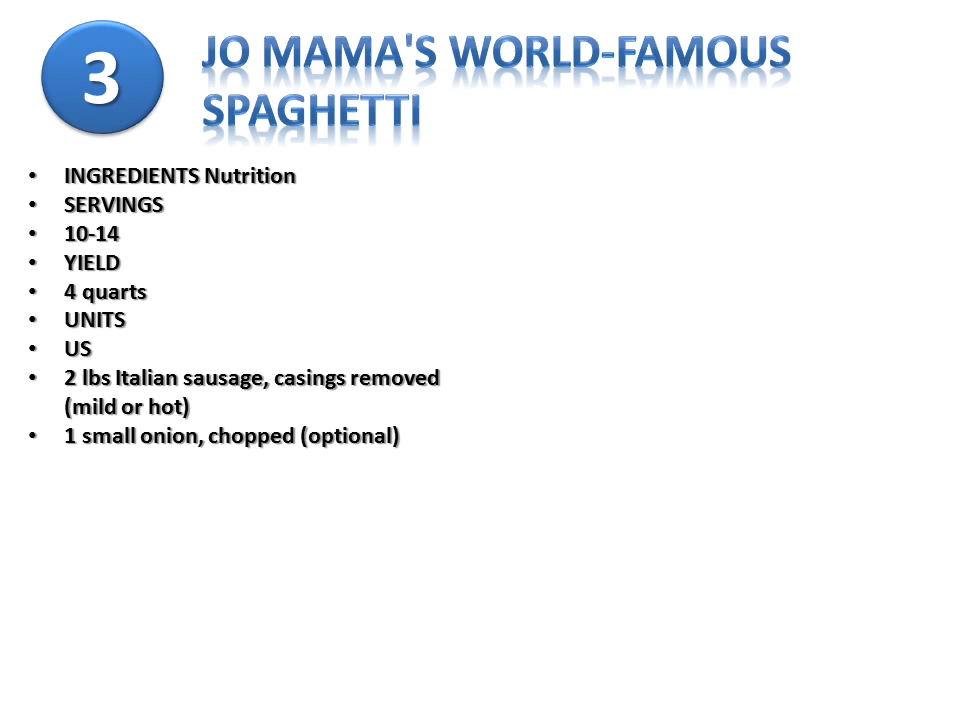 3
JO MAMA'S WORLD-FAMOUS
SPAGHETTI
• INGREDIENTS Nutrition
• SERVINGS
• 10-14
• YIELD
• 4 quarts
• UNITS
• US
• 2 lbs Italian sausage, casings removed
(mild or hot)
• 1 small onion, chopped (optional)